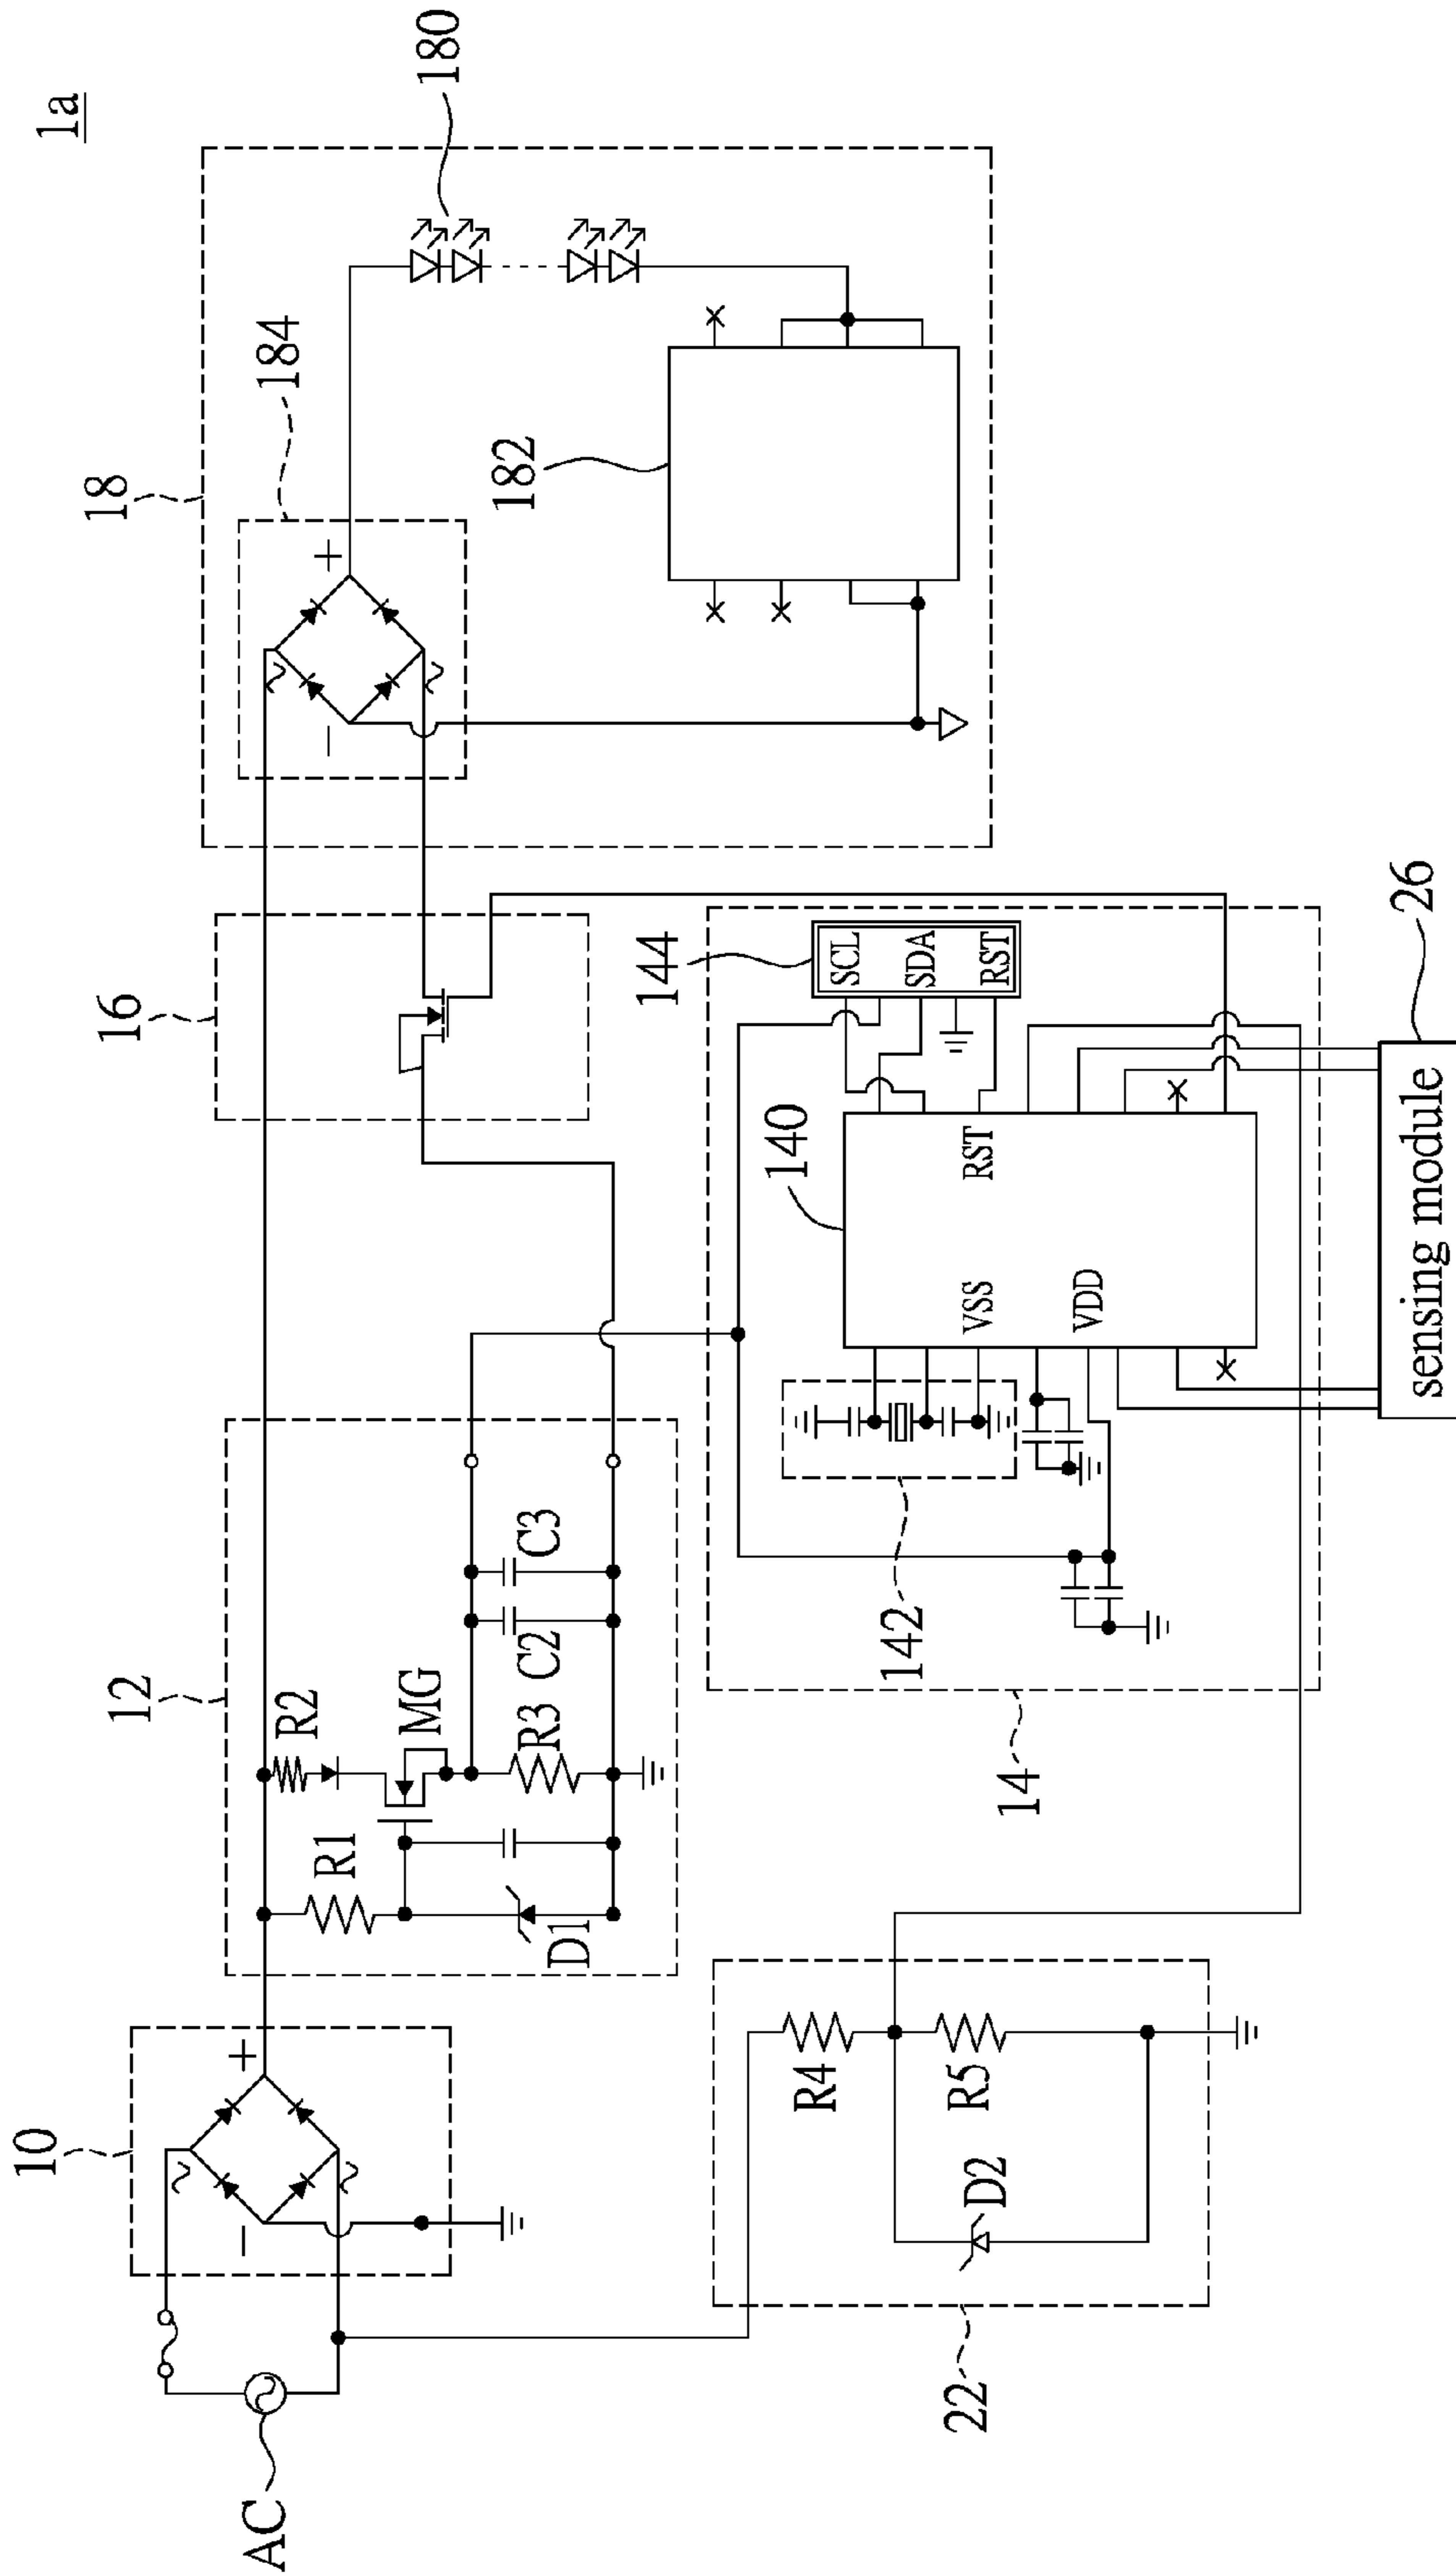 1a
10
12
16
18
184
180
182
AC
R1
R2
MG
D1
R3
C2
C3
22
R4
R5
D2
14
142
140
144
VSS
VDD
RST
SCL
SDA
RST
sensing module
26